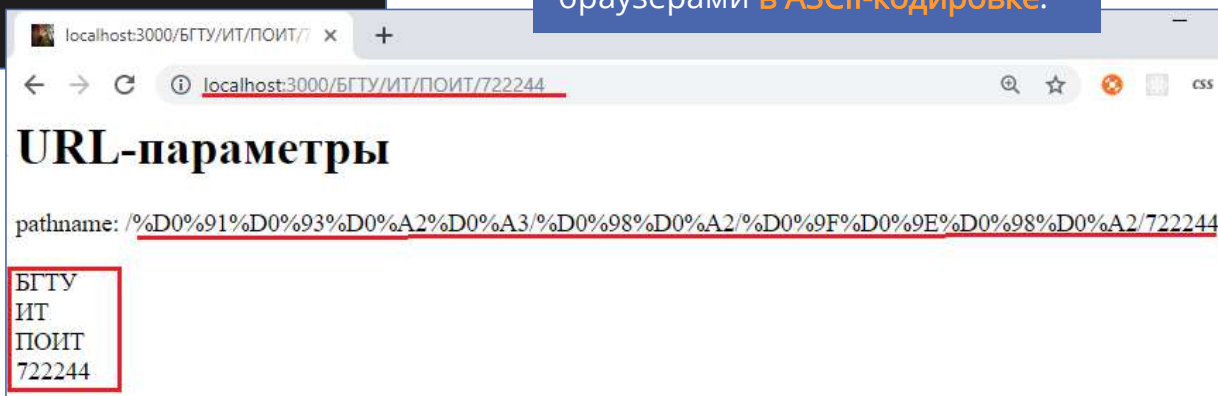 браузерами в ASCII-кодировке.
localhost:3000/БГТУ/ИТ/ПОИТ/7
localhost:3000/БГТУ/ИТ/ПОИТ/722244
css
URL-параметры
pathname: /%D0%91%D0%93%D0%A2%D0%A3/%D0%98%D0%A2/%D0%9F%D0%9E%D0%98%D0%A2/722244
БГТУ
ИТ
ПОИТ
722244